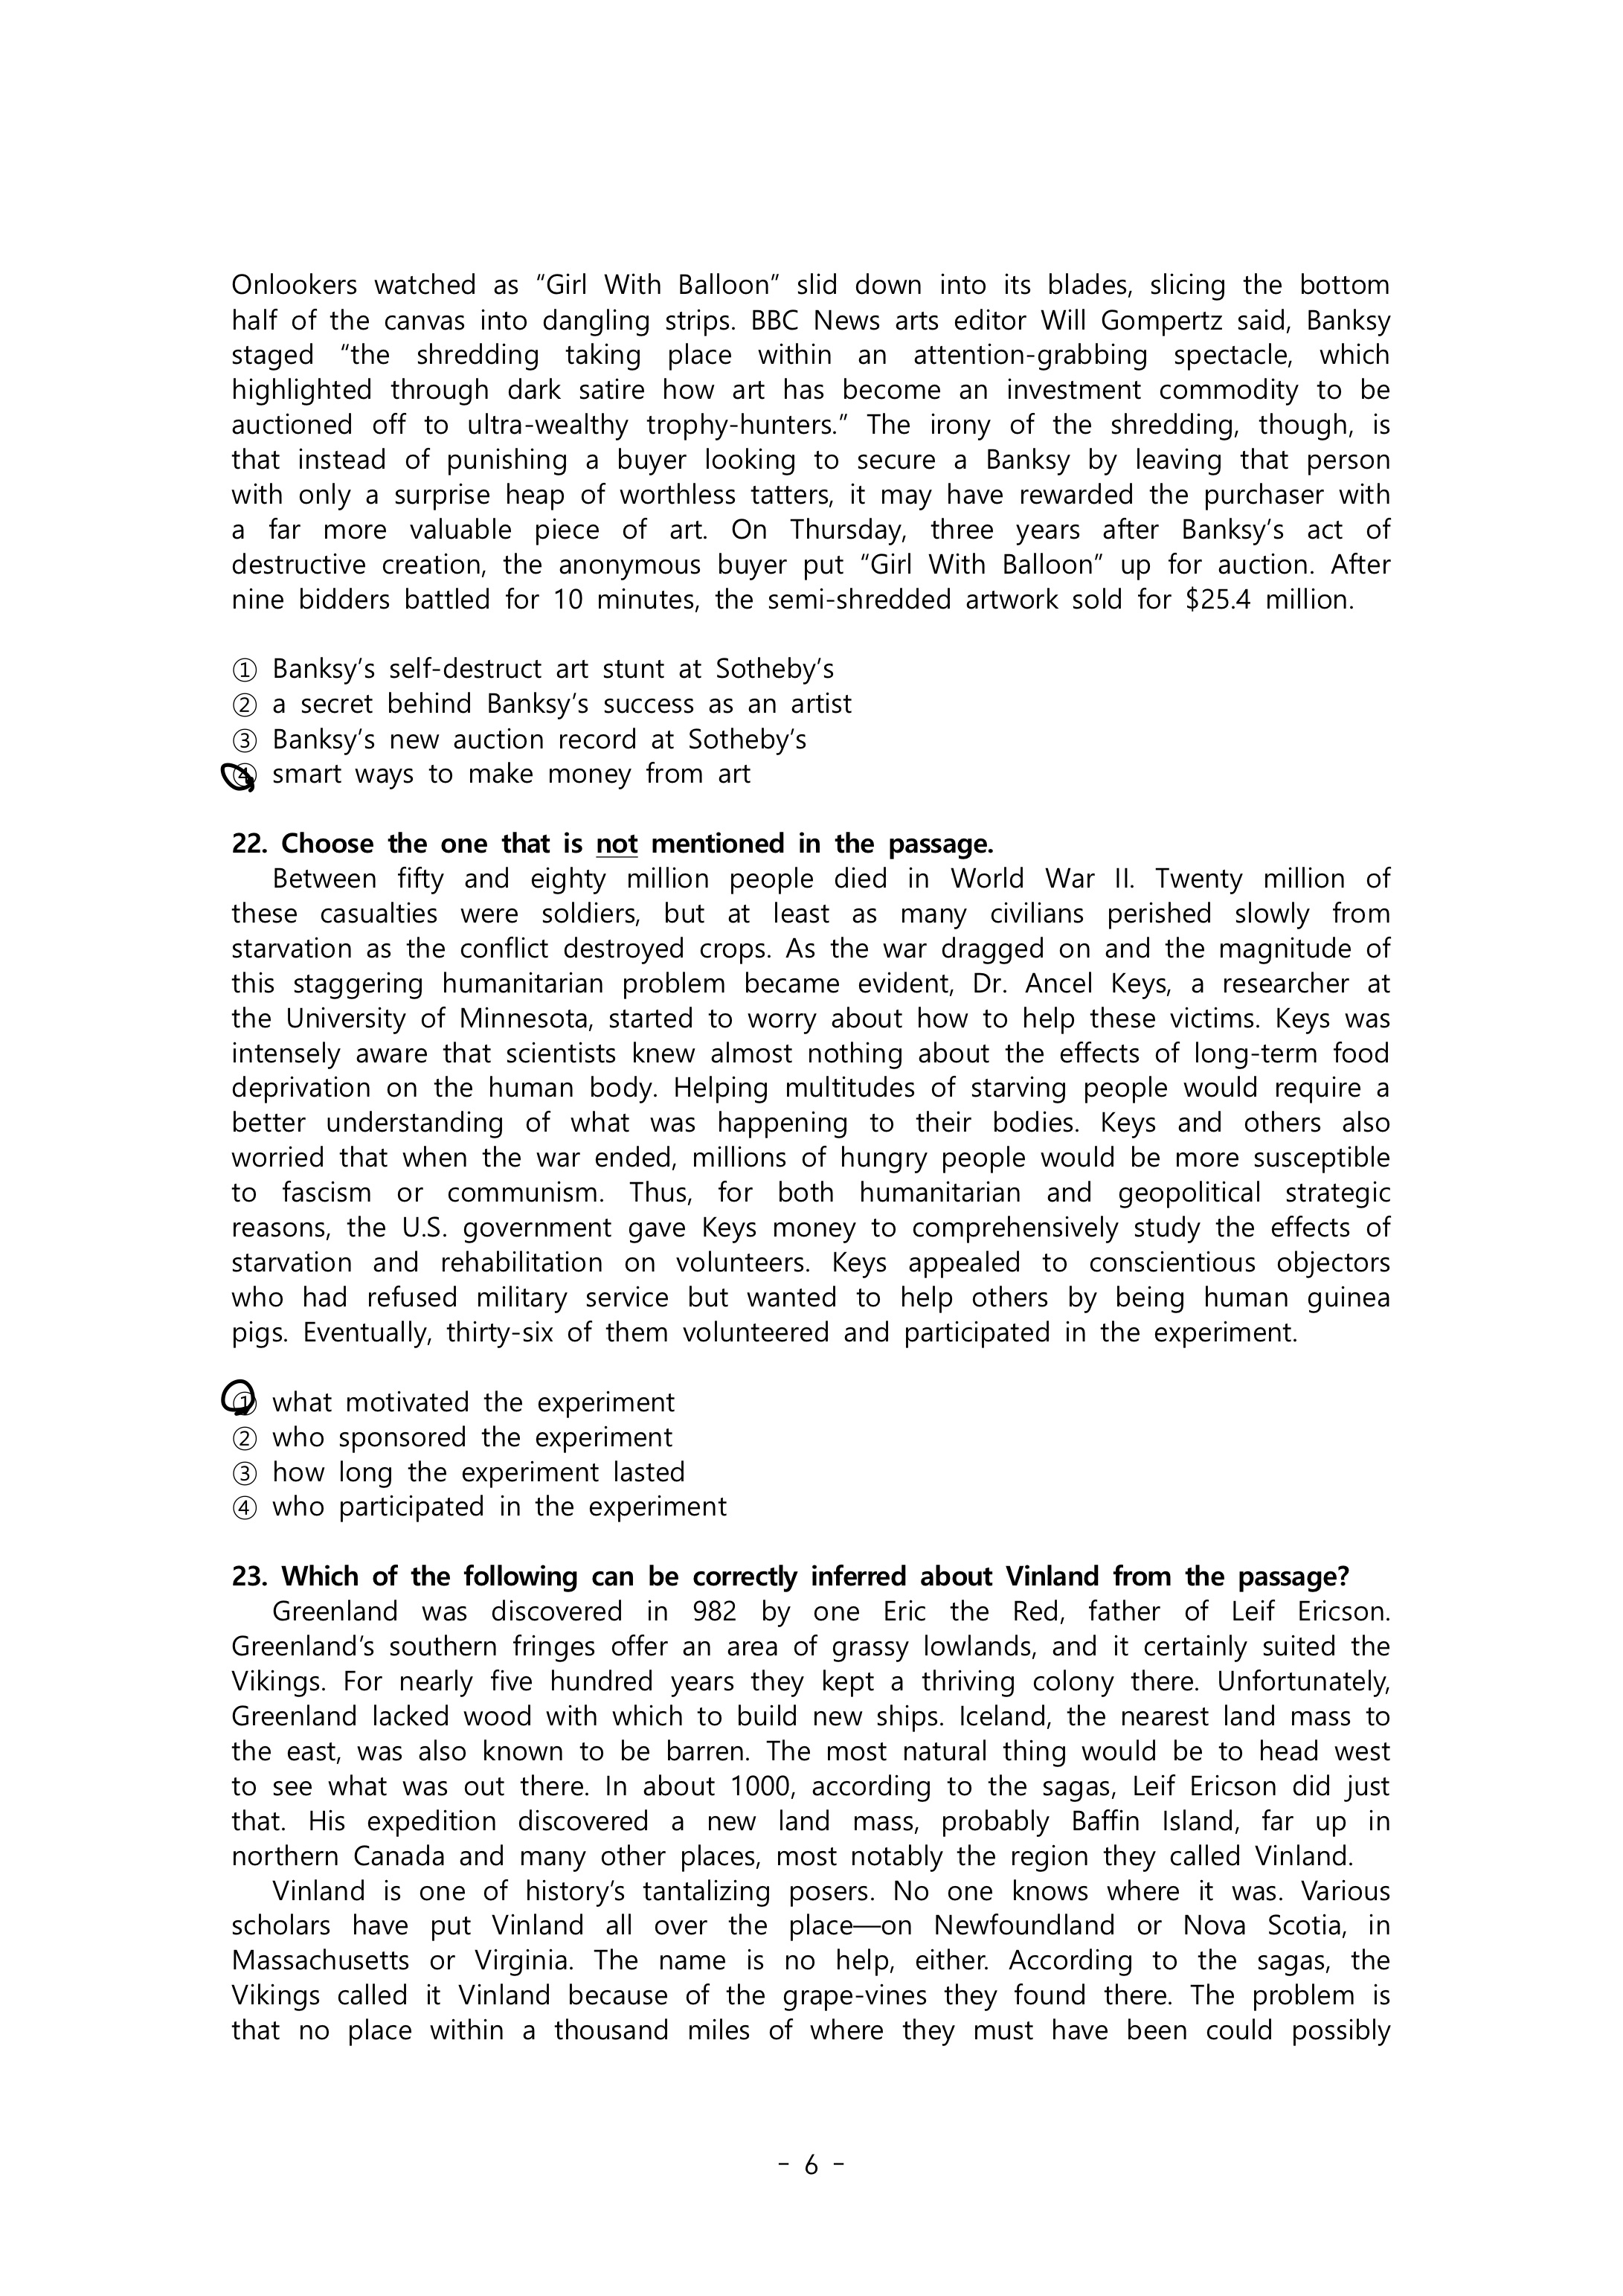 Onlookers watched as “Girl With Balloon” slid down into its blades, slicing the bottom
half of the canvas into dangling strips. BBC News arts editor Will Gompertz said, Banksy
staged “the shredding taking place within an attention-grabbing spectacle, which
highlighted through dark satire how art has become an investment commodity to be
auctioned off to ultra-wealthy trophy-hunters.” The irony of the shredding, though, is
that instead of punishing a buyer looking to secure a Banksy by leaving that person
with only a surprise heap of worthless tatters, it may have rewarded the purchaser with
a far more valuable piece of art. On Thursday, three years after Banksy’s act of
destructive creation, the anonymous buyer put “Girl With Balloon” up for auction. After
nine bidders battled for 10 minutes, the semi-shredded artwork sold for $25.4 million.
① Banksy’s self-destruct art stunt at Sotheby’s
② a secret behind Banksy’s success as an artist
③ Banksy’s new auction record at Sotheby’s
④ smart ways to make money from art
22. Choose the one that is not mentioned in the passage.
Between fifty and eighty million people died in World War II. Twenty million of
these casualties were soldiers, but at least as many civilians perished slowly from
starvation as the conflict destroyed crops. As the war dragged on and the magnitude of
this staggering humanitarian problem became evident, Dr. Ancel Keys, a researcher at
the University of Minnesota, started to worry about how to help these victims. Keys was
intensely aware that scientists knew almost nothing about the effects of long-term food
deprivation on the human body. Helping multitudes of starving people would require a
better understanding of what was happening to their bodies. Keys and others also
worried that when the war ended, millions of hungry people would be more susceptible
to fascism or communism. Thus, for both humanitarian and geopolitical strategic
reasons, the U.S. government gave Keys money to comprehensively study the effects of
starvation and rehabilitation on volunteers. Keys appealed to conscientious objectors
who had refused military service but wanted to help others by being human guinea
pigs. Eventually, thirty-six of them volunteered and participated in the experiment.
① what motivated the experiment
② who sponsored the experiment
③ how long the experiment lasted
④ who participated in the experiment
23. Which of the following can be correctly inferred about Vinland from the passage?
Greenland was discovered in 982 by one Eric the Red, father of Leif Ericson.
Greenland’s southern fringes offer an area of grassy lowlands, and it certainly suited the
Vikings. For nearly five hundred years they kept a thriving colony there. Unfortunately,
Greenland lacked wood with which to build new ships. Iceland, the nearest land mass to
the east, was also known to be barren. The most natural thing would be to head west
to see what was out there. In about 1000, according to the sagas, Leif Ericson did just
that. His expedition discovered a new land mass, probably Baffin Island, far up in
northern Canada and many other places, most notably the region they called Vinland.
Vinland is one of history’s tantalizing posers. No one knows where it was. Various
scholars have put Vinland all over the place—on Newfoundland or Nova Scotia, in
Massachusetts or Virginia. The name is no help, either. According to the sagas, the
Vikings called it Vinland because of the grape-vines they found there. The problem is
that no place within a thousand miles of where they must have been could possibly
- 6 -